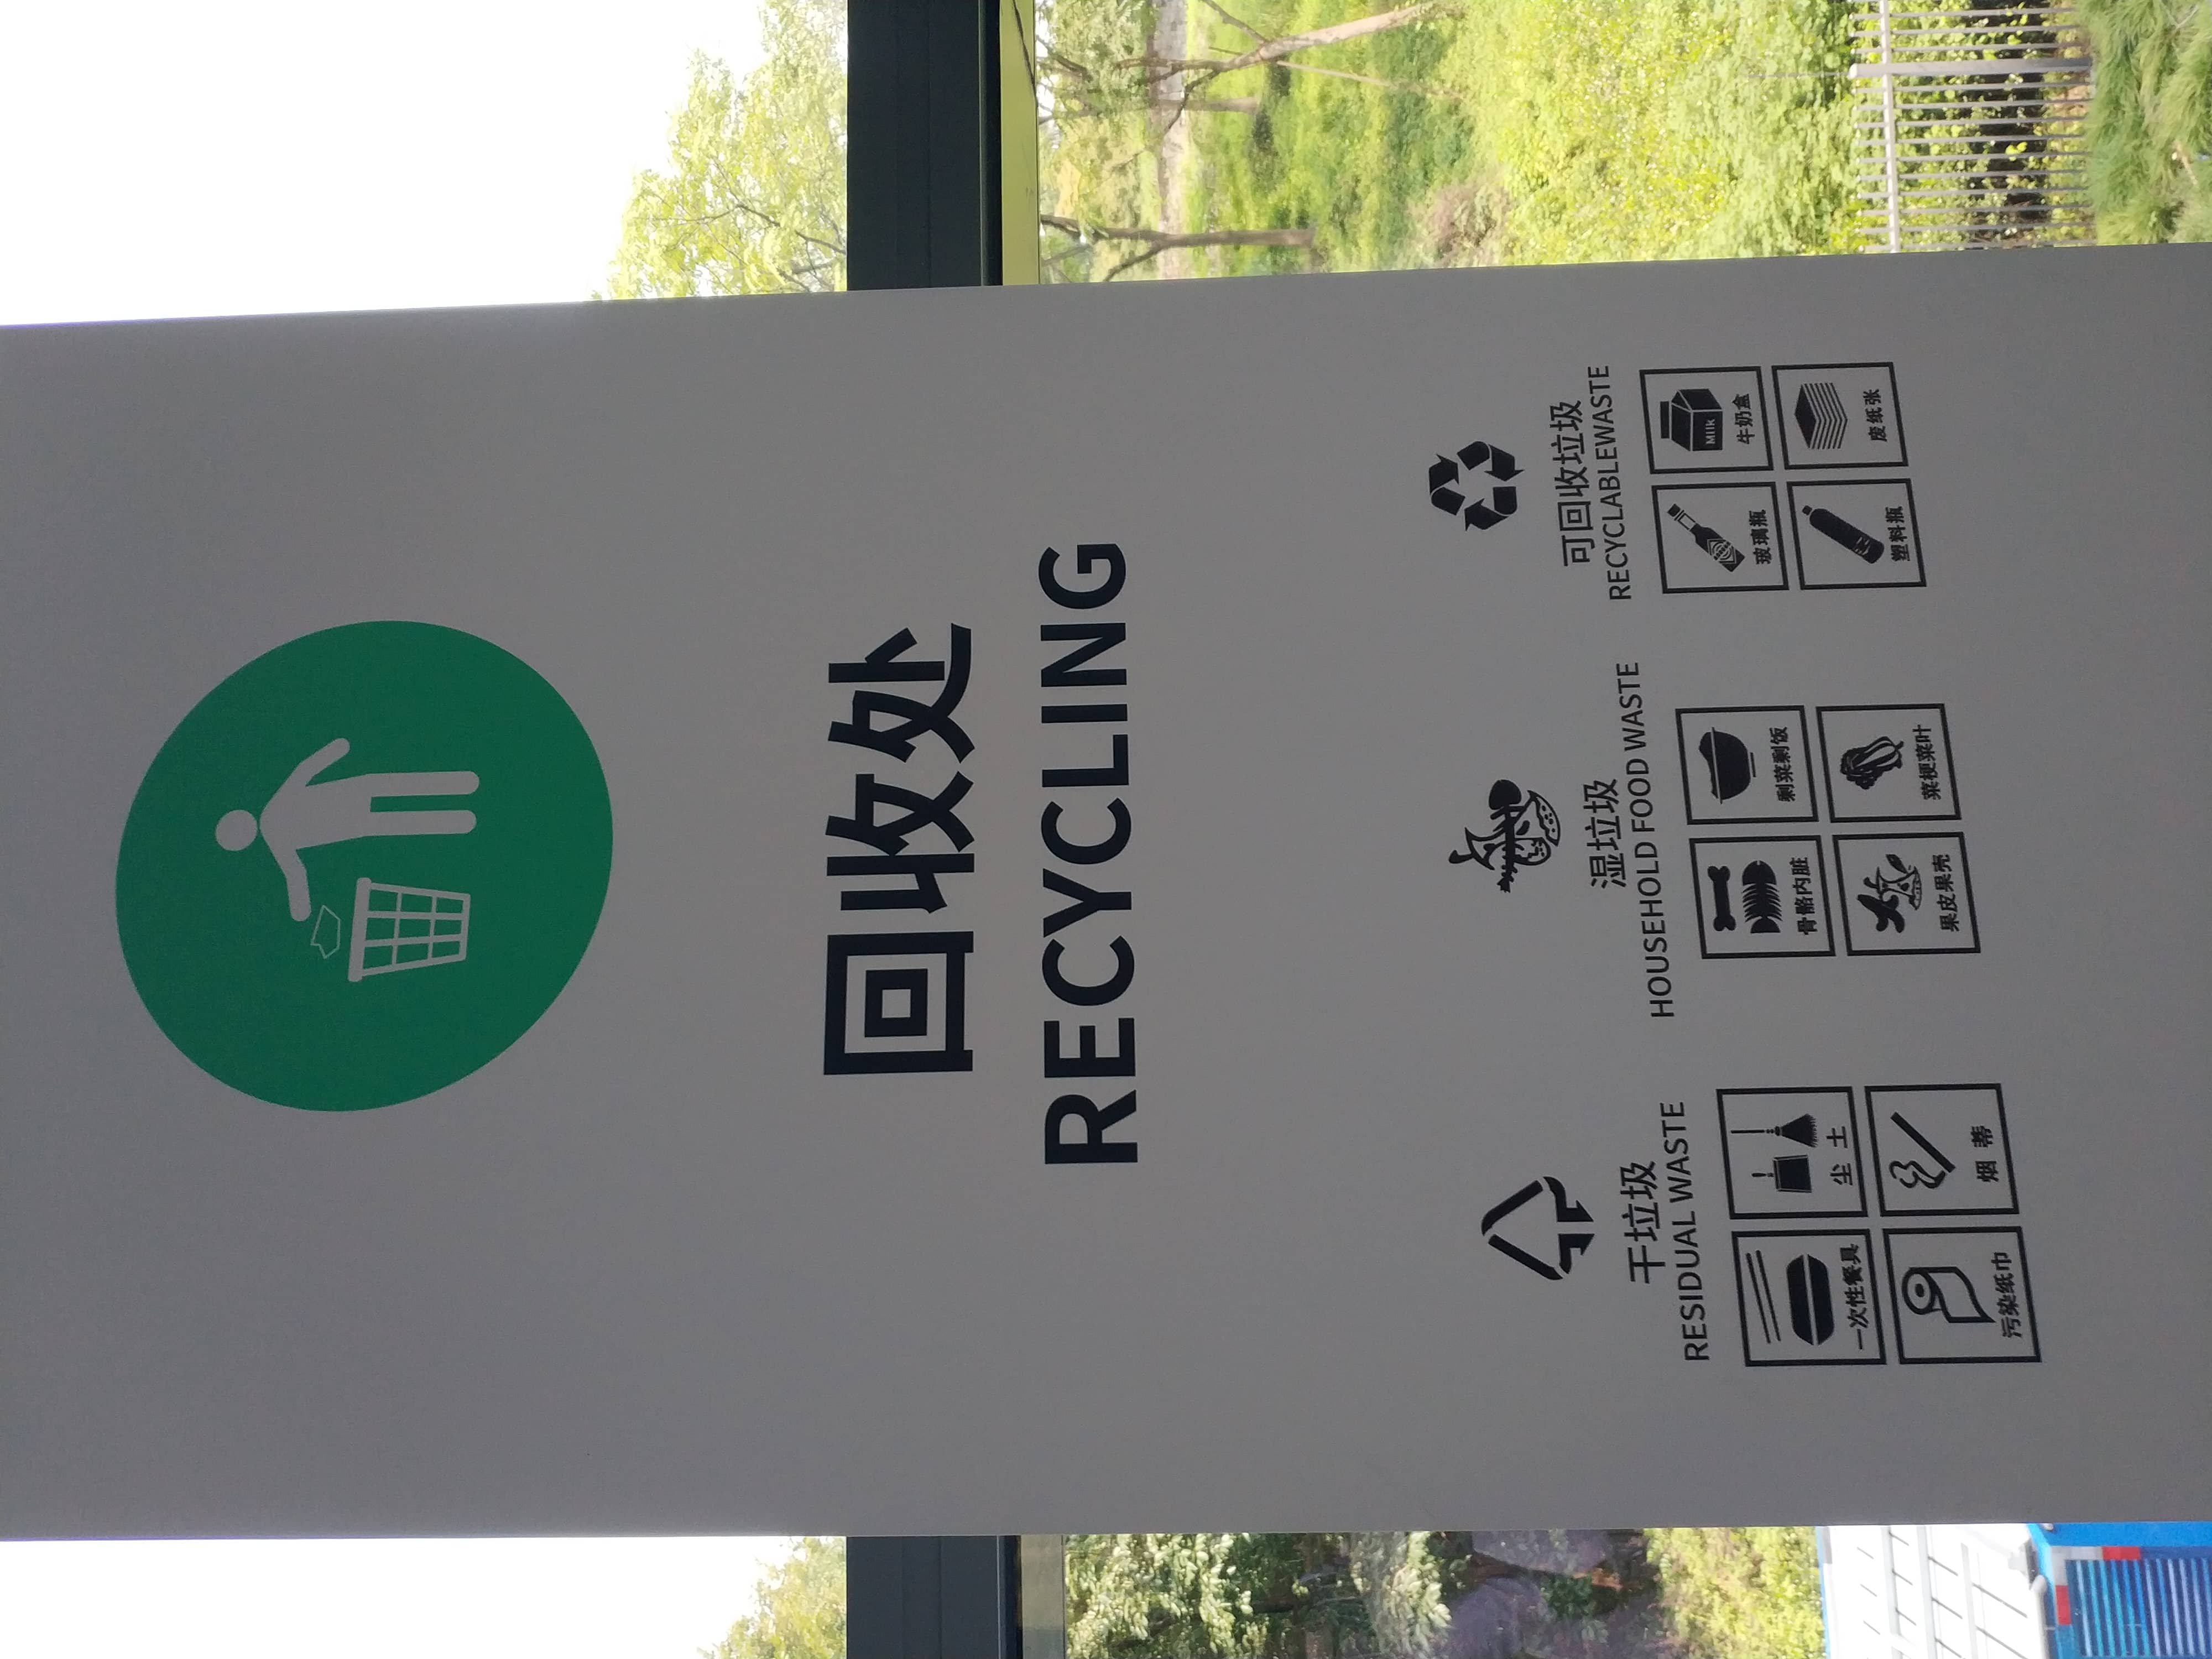 回收处
RECYCLING
干垃圾
RESIDUAL WASTE
一次性餐具
尘 土
污染纸巾
烟 蒂
湿垃圾
HOUSEHOLD FOOD WASTE
骨骼内脏
剩菜剩饭
果皮果壳
菜梗菜叶
可回收垃圾
RECYCLABLEWASTE
玻璃瓶
Milk
牛奶盒
塑料瓶
废纸张